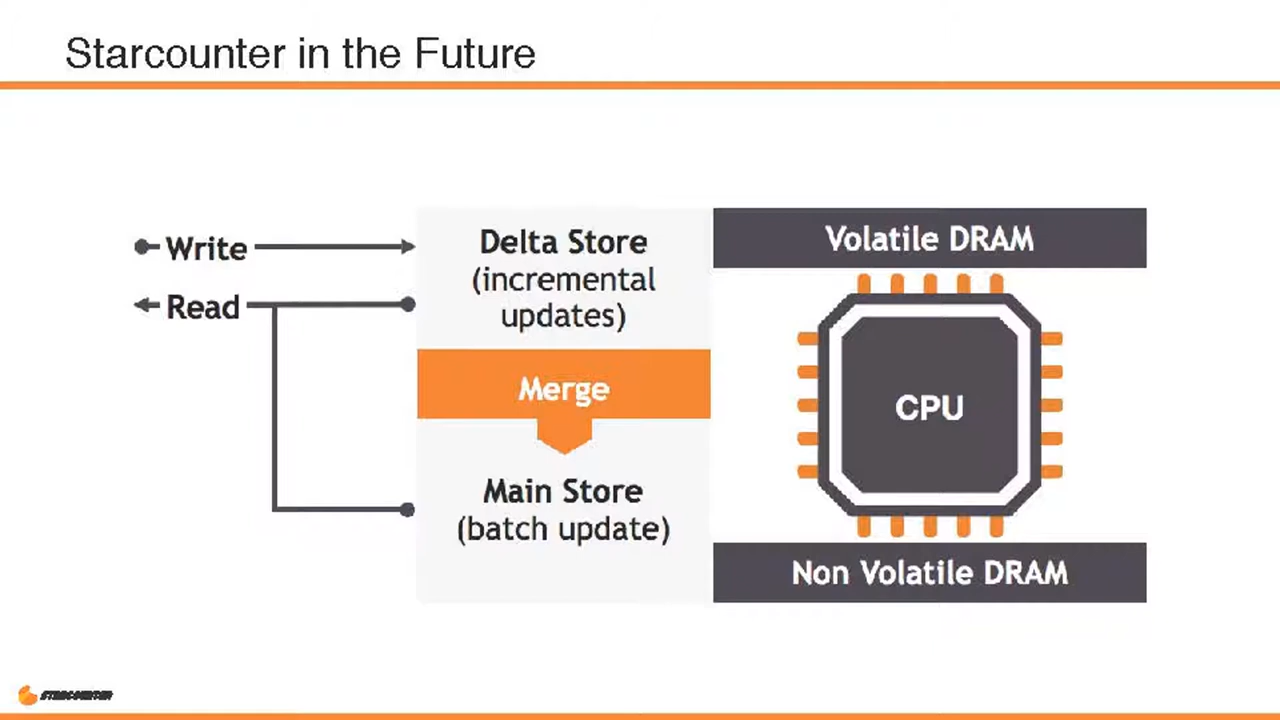 Starcounter in the Future
Write
Read
Delta Store
(incremental
updates)
Merge
Main Store
(batch update)
Volatile DRAM
CPU
Non Volatile DRAM
STARCOUNTER